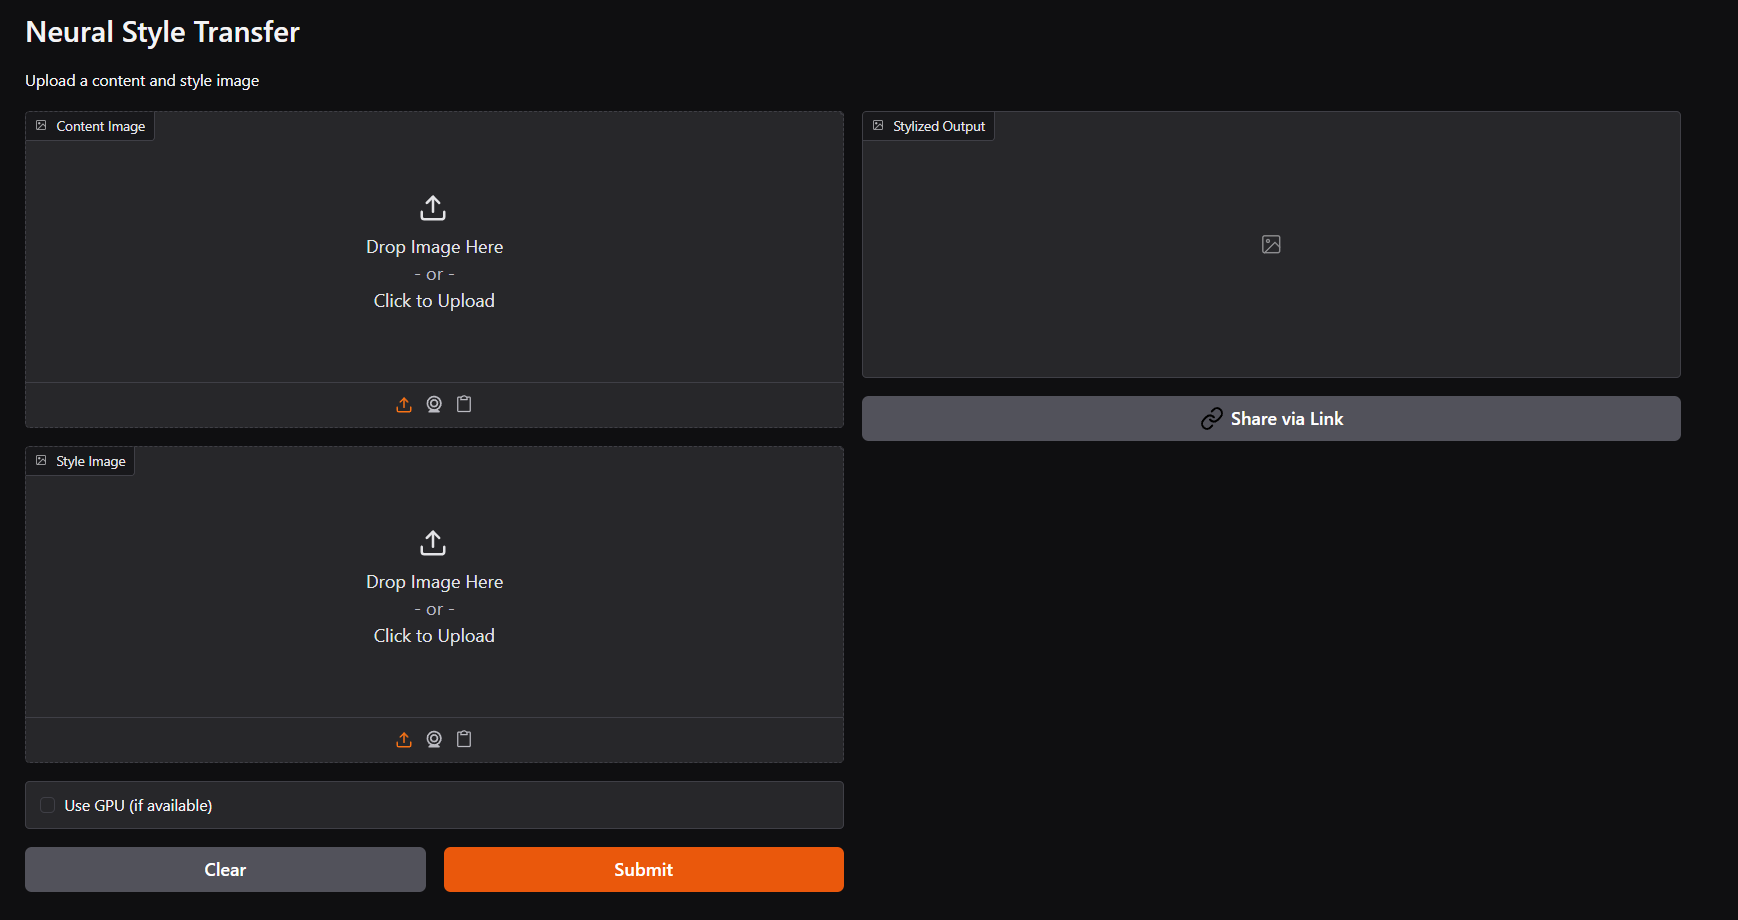 Neural Style Transfer
Upload a content and style image
Content Image
Drop Image Here
- or -
Click to Upload
Style Image
Drop Image Here
- or -
Click to Upload
Use GPU (if available)
Clear
Submit
Stylized Output
Share via Link